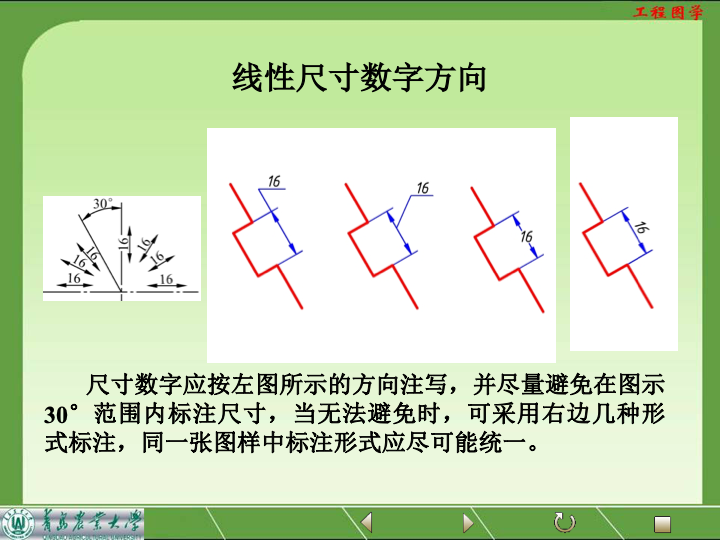 工程图学
线性尺寸数字方向
30°
16
16
16
16
16
16
16
16
16
16
16
尺寸数字应按左图所示的方向注写，并尽量避免在图示
30°范围内标注尺寸，当无法避免时，可采用右边几种形
式标注，同一张图样中标注形式应尽可能统一。
青岛农业大学